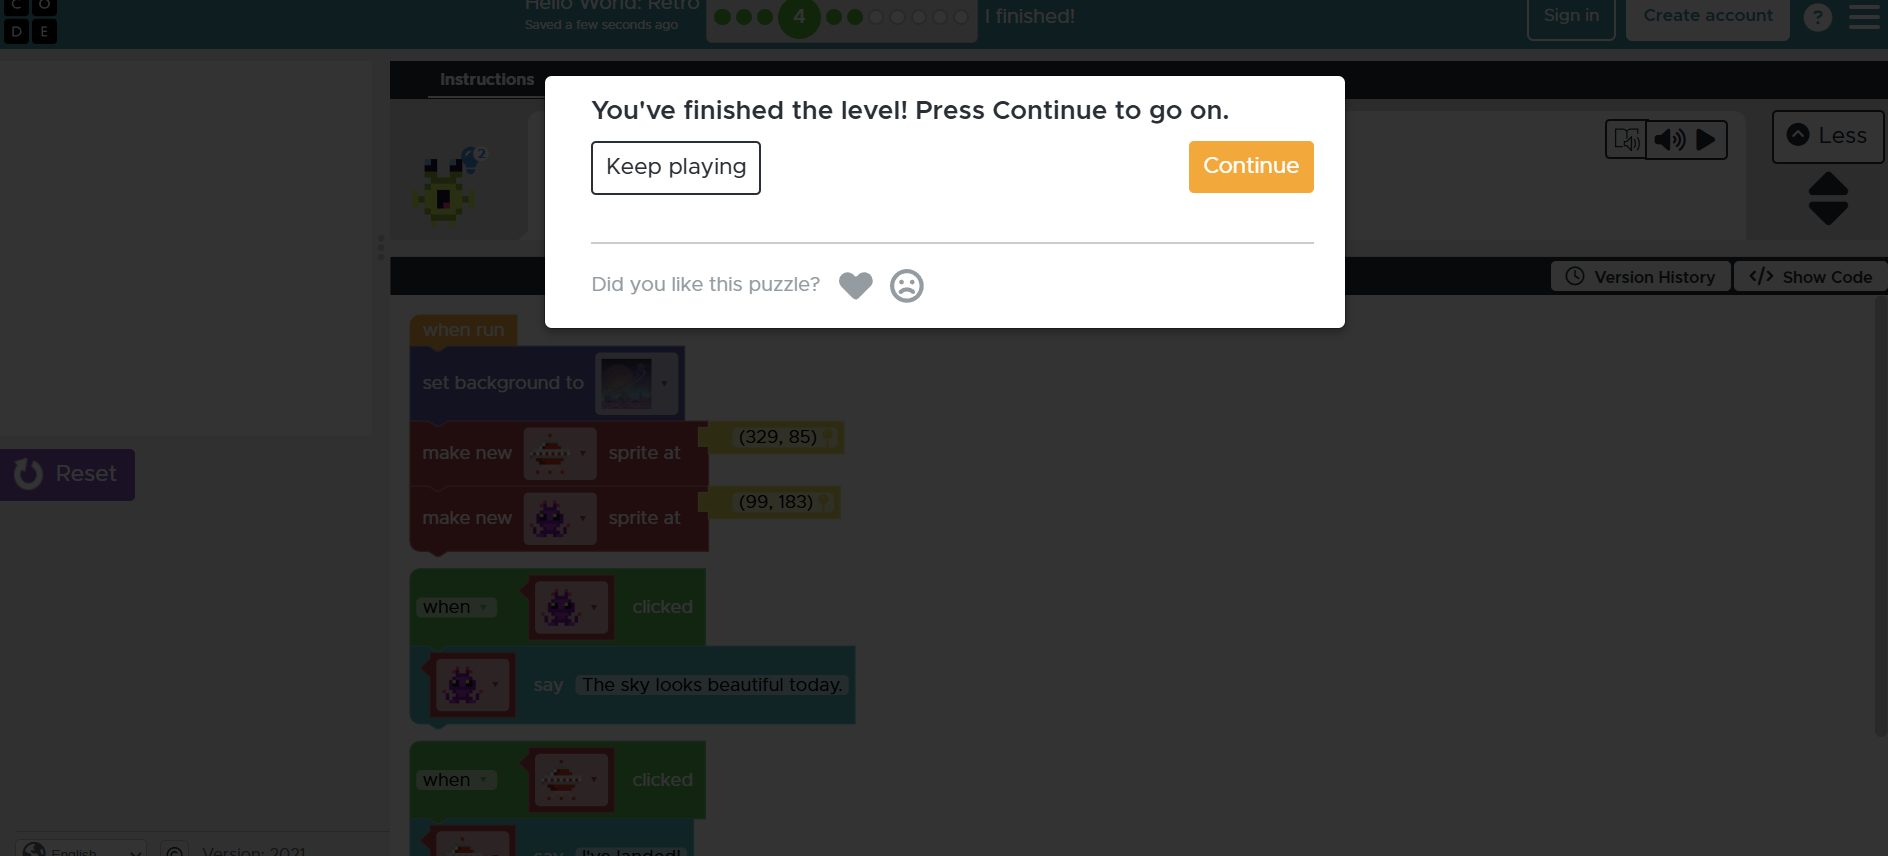 C O
D E
Hello World: Retro
Saved a few seconds ago
4
I finished!
Sign in
Create account
?
Instructions
You've finished the level! Press Continue to go on.
Keep playing
Continue
Did you like this puzzle?
2
Less
Version History
</> Show Code
when run
set background to
make new sprite at (329, 85)
make new sprite at (99, 183)
Reset
when clicked
say The sky looks beautiful today.
when clicked
say I've landed!
English
© Version: 2021